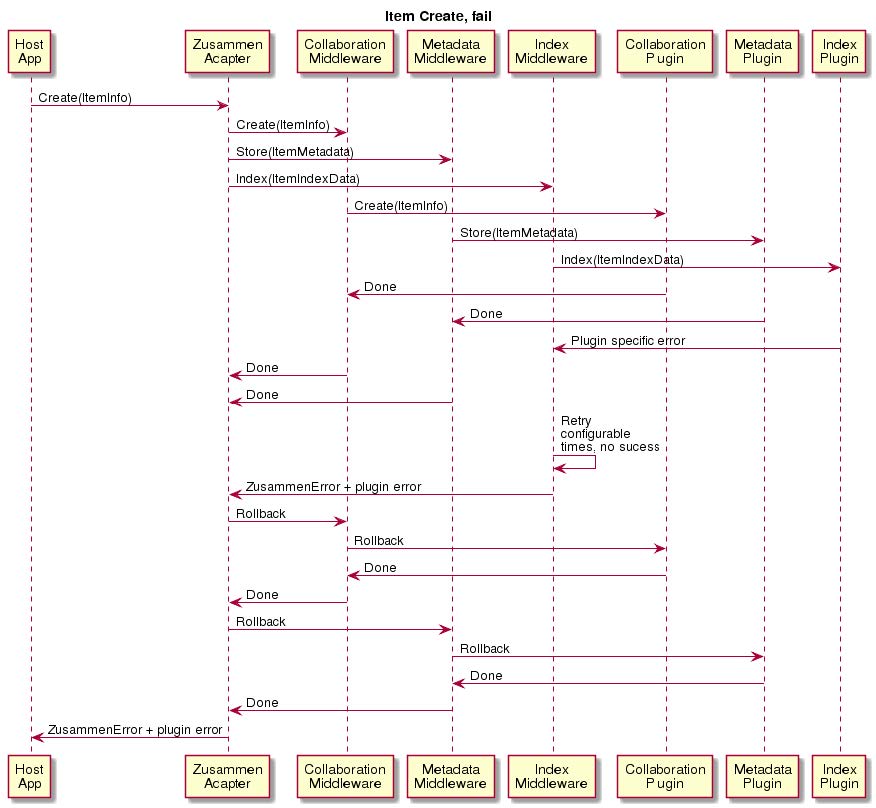 Item Create, fail
Host
App
Zusammen
Acapter
Collaboration
Middleware
Metadata
Middleware
Index
Middleware
Collaboration
Plugin
Metadata
Plugin
Index
Plugin
Create(ItemInfo)
Create(ItemInfo)
Store(ItemMetadata)
Index(ItemIndexData)
Create(ItemInfo)
Store(ItemMetadata)
Index(ItemIndexData)
Done
Done
Plugin specific error
Done
Done
Retry
configurable
times, no sucess
ZusammenError + plugin error
Rollback
Rollback
Done
Done
Rollback
Rollback
Done
Done
ZusammenError + plugin error
Host
App
Zusammen
Acapter
Collaboration
Middleware
Metadata
Middleware
Index
Middleware
Collaboration
Plugin
Metadata
Plugin
Index
Plugin